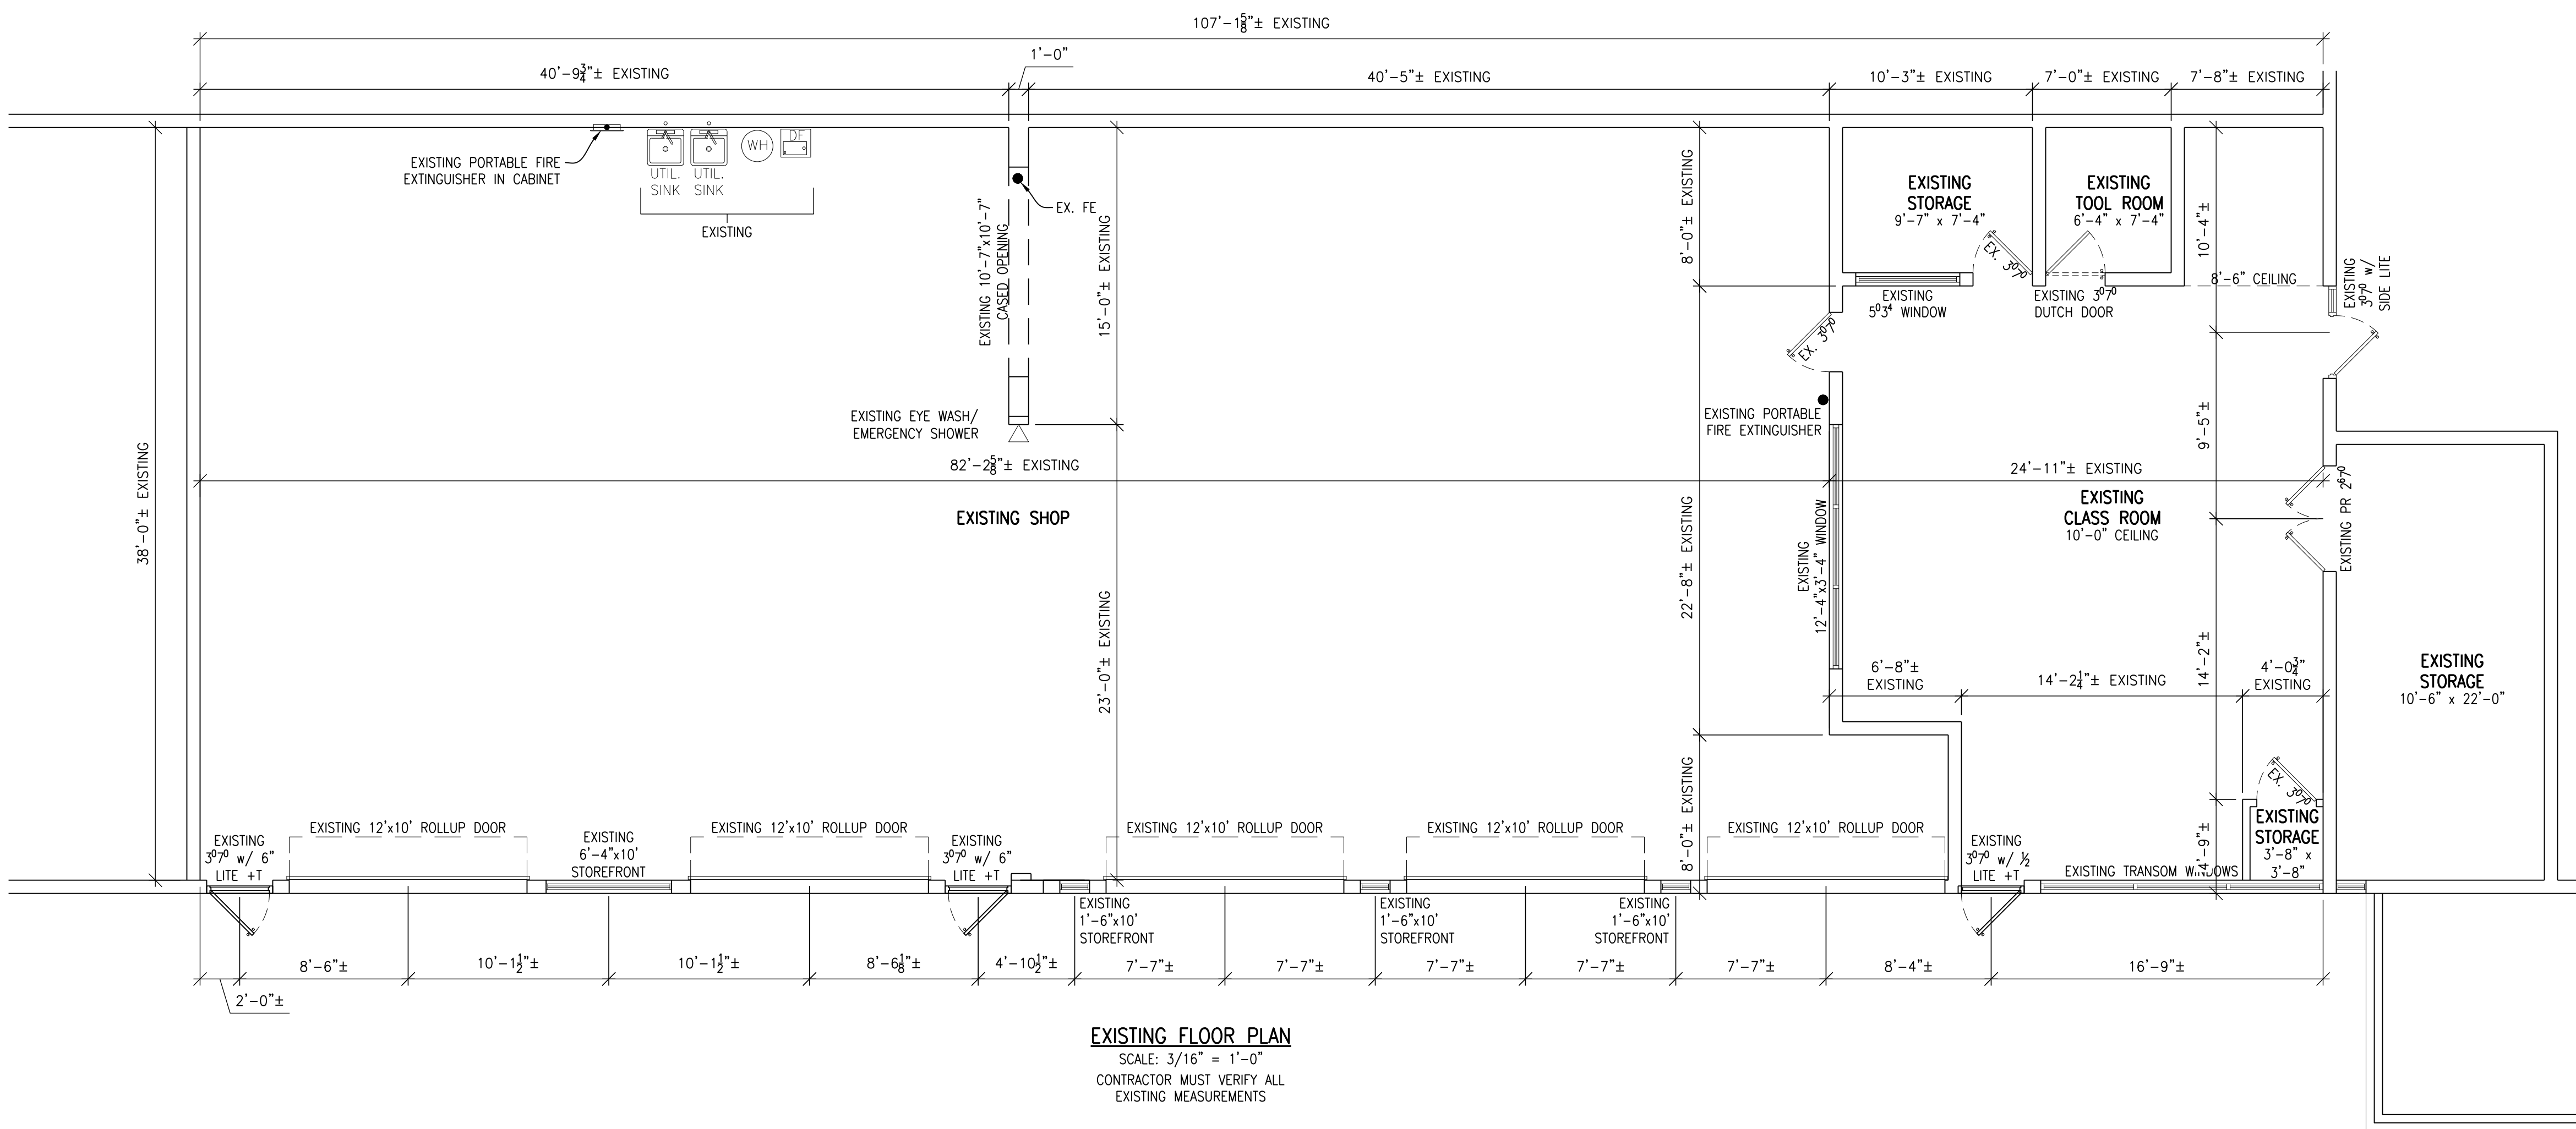 107'-1 5/8"± EXISTING
1'-0"
40'-9 3/4"± EXISTING
40'-5"± EXISTING
10'-3"± EXISTING
7'-0"± EXISTING
7'-8"± EXISTING
EXISTING PORTABLE FIRE
EXTINGUISHER IN CABINET
UTIL.
SINK
UTIL.
SINK
WH
DF
EXISTING
EX. FE
EXISTING 10'-7"x10'-7"
CASED OPENING
15'-0"± EXISTING
8'-0"± EXISTING
EXISTING
STORAGE
9'-7" x 7'-4"
EX. 3⁰7⁰
EXISTING
TOOL ROOM
6'-4" x 7'-4"
10'-4"±
8'-6" CEILING
EXISTING
5⁰3⁴ WINDOW
EXISTING 3⁰7⁰
DUTCH DOOR
EXISTING
3⁰7⁰ w/
SIDE LITE
EX. 3⁰7⁰
EXISTING EYE WASH/
EMERGENCY SHOWER
EXISTING PORTABLE
FIRE EXTINGUISHER
9'-5"±
38'-0"± EXISTING
82'-2 5/8"± EXISTING
24'-11"± EXISTING
EXISTING SHOP
EXISTING
CLASS ROOM
10'-0" CEILING
EXISTING PR 2⁶7⁰
22'-8"± EXISTING
EXISTING
12'-4"x3'-4" WINDOW
23'-0"± EXISTING
14'-2"±
6'-8"±
EXISTING
14'-2 1/4"± EXISTING
4'-0 3/4"
EXISTING
EXISTING
STORAGE
10'-6" x 22'-0"
8'-0"± EXISTING
EX. 3⁰7⁰
EXISTING
STORAGE
3'-8" x
3'-8"
4'-9"±
EXISTING
3⁰7⁰ w/ 6"
LITE +T
EXISTING 12'x10' ROLLUP DOOR
EXISTING
6'-4"x10'
STOREFRONT
EXISTING 12'x10' ROLLUP DOOR
EXISTING
3⁰7⁰ w/ 6"
LITE +T
EXISTING 12'x10' ROLLUP DOOR
EXISTING 12'x10' ROLLUP DOOR
EXISTING 12'x10' ROLLUP DOOR
EXISTING
3⁰7⁰ w/ ½
LITE +T
EXISTING TRANSOM WINDOWS
EXISTING
1'-6"x10'
STOREFRONT
EXISTING
1'-6"x10'
STOREFRONT
EXISTING
1'-6"x10'
STOREFRONT
2'-0"±
8'-6"±
10'-1 1/2"±
10'-1 1/2"±
8'-6 1/8"±
4'-10 1/2"±
7'-7"±
7'-7"±
7'-7"±
7'-7"±
7'-7"±
8'-4"±
16'-9"±
EXISTING FLOOR PLAN
SCALE: 3/16" = 1'-0"
CONTRACTOR MUST VERIFY ALL
EXISTING MEASUREMENTS